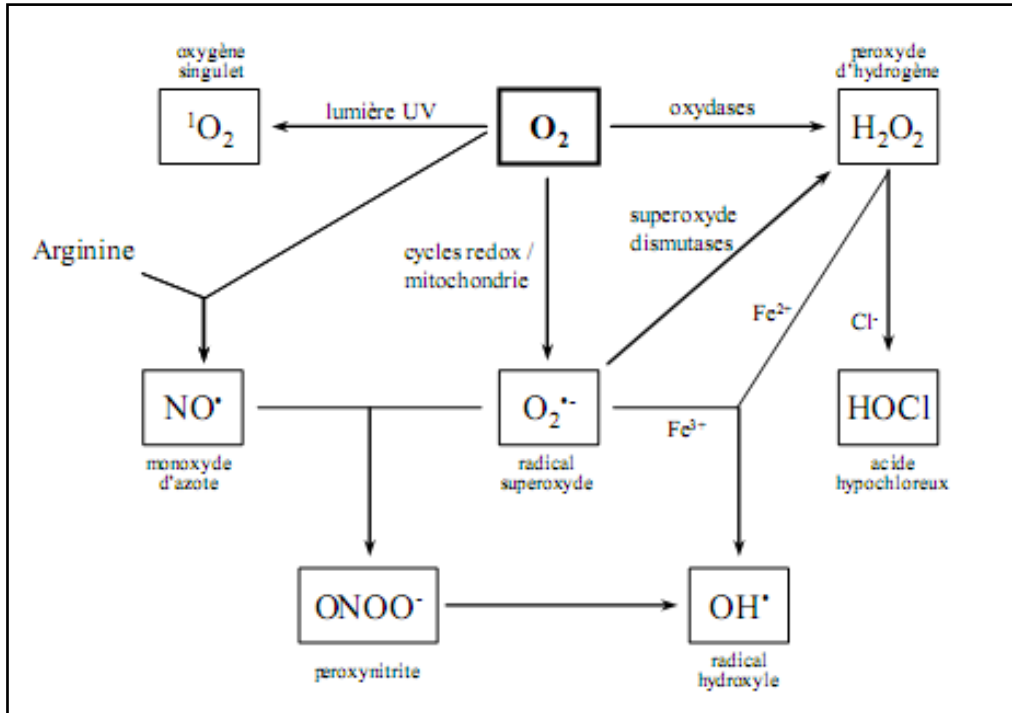 oxygène
singulet
peroxyde
d'hydrogène
¹O₂
lumière UV
O₂
oxydases
H₂O₂
Arginine
cycles redox /
mitochondrie
superoxyde
dismutases
Fe²⁺
Cl⁻
NO•
O₂•⁻
Fe³⁺
HOCl
monoxyde
d'azote
radical
superoxyde
acide
hypochloreux
ONOO⁻
OH•
peroxynitrite
radical
hydroxyle